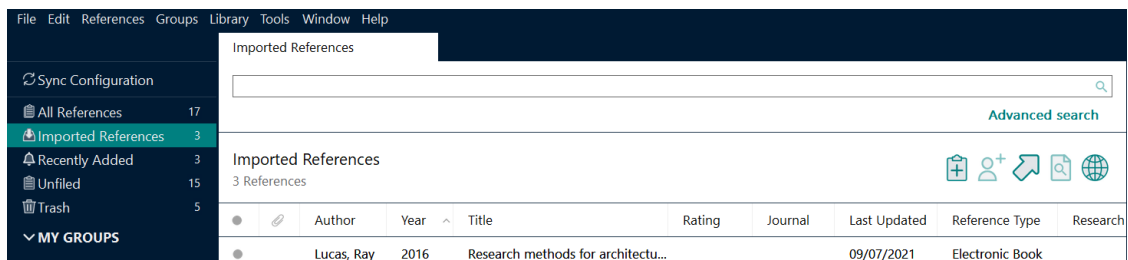 File Edit References Groups Library Tools Window Help
Imported References
Sync Configuration
Advanced search
All References 17
Imported References 3
Recently Added 3
Unfiled 15
Trash 5
MY GROUPS
Imported References
3 References
Author Year Title Rating Journal Last Updated Reference Type Research
Lucas, Ray 2016 Research methods for architectu... 09/07/2021 Electronic Book